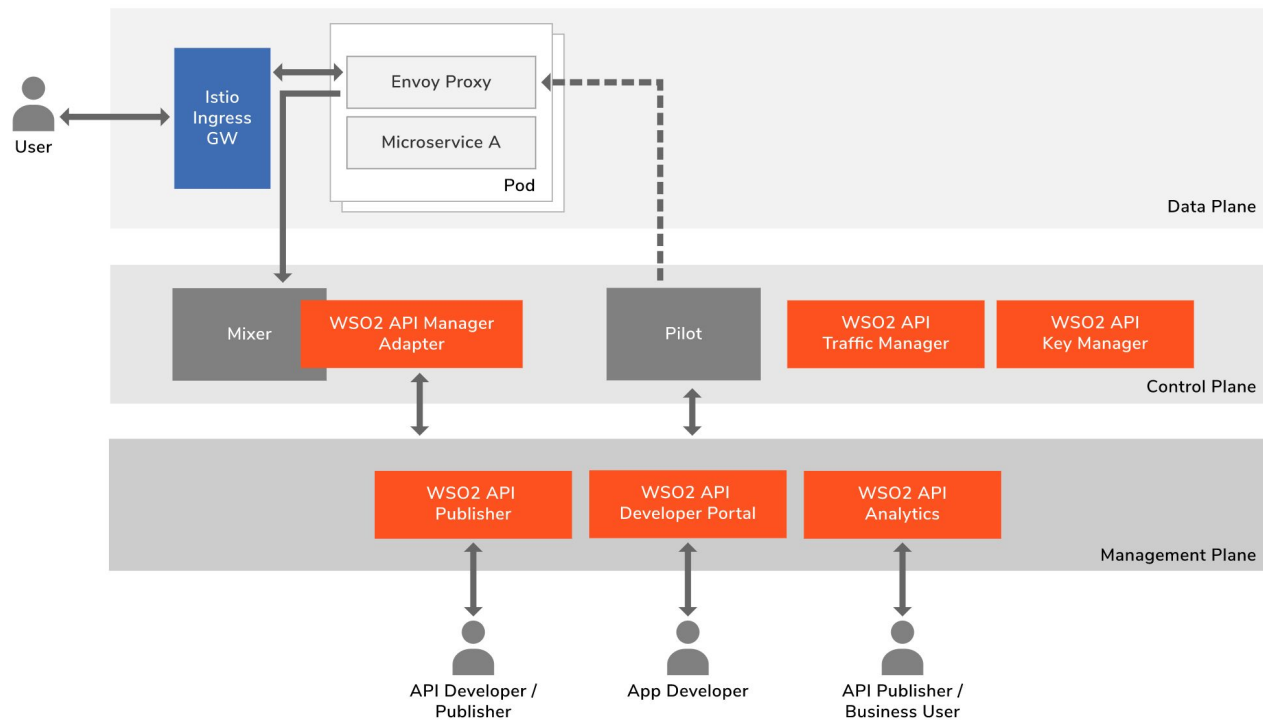 Istio
Ingress
GW
Envoy Proxy
Microservice A
Pod
User
Data Plane
Mixer
WSO2 API Manager
Adapter
Pilot
WSO2 API
Traffic Manager
WSO2 API
Key Manager
Control Plane
WSO2 API
Publisher
WSO2 API
Developer Portal
WSO2 API
Analytics
Management Plane
API Developer /
Publisher
App Developer
API Publisher /
Business User